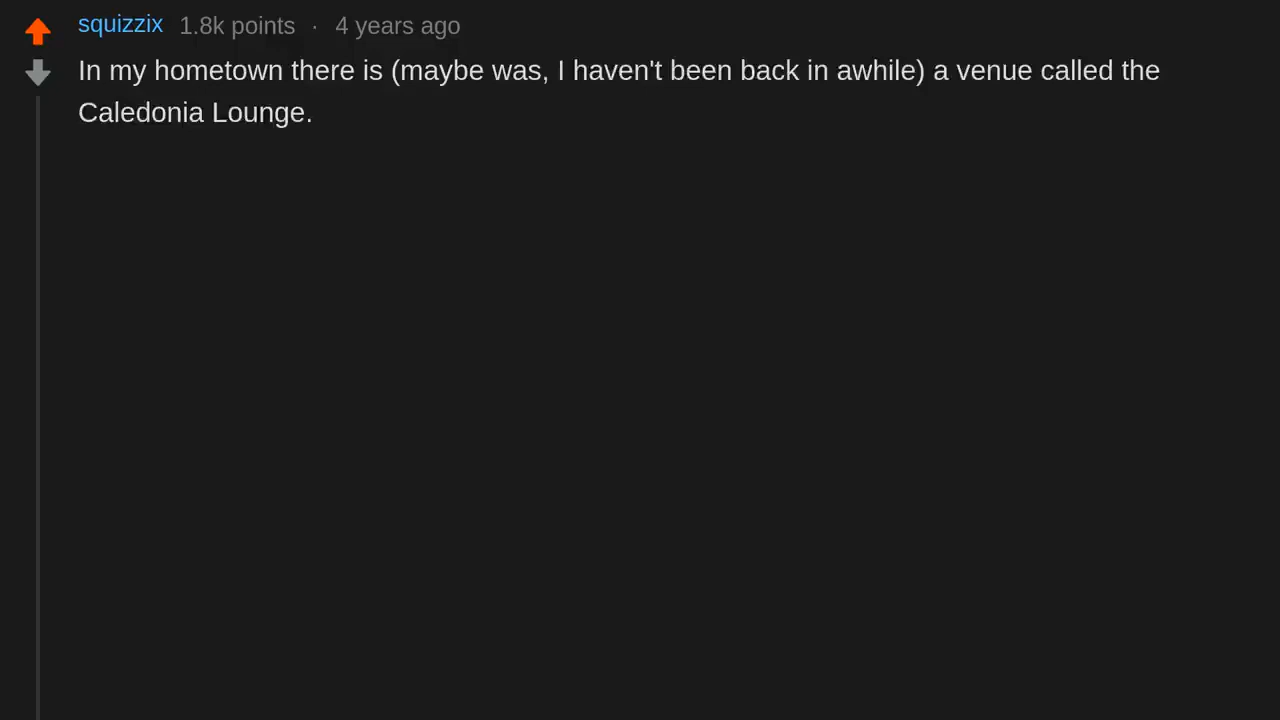 squizzix 1.8k points · 4 years ago
In my hometown there is (maybe was, I haven't been back in awhile) a venue called the
Caledonia Lounge.